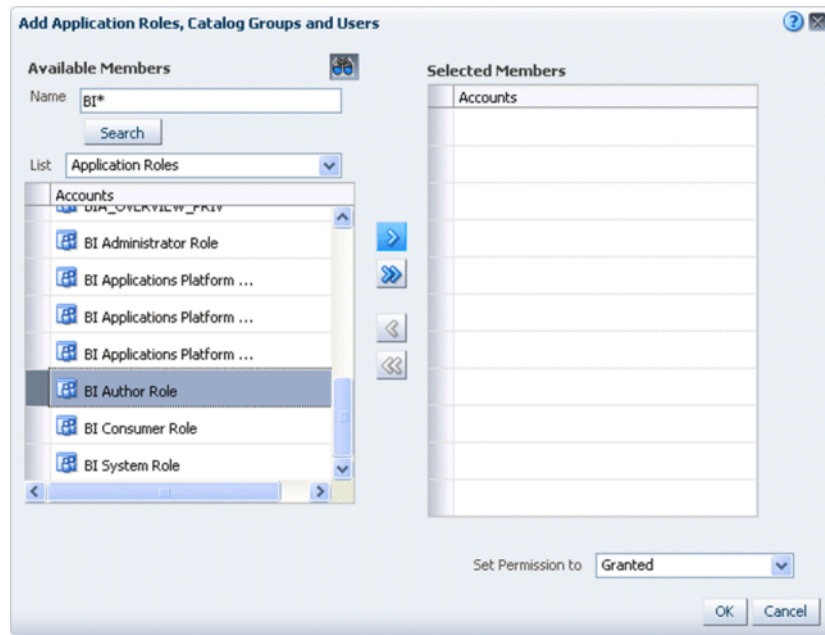 Add Application Roles, Catalog Groups and Users
Available Members
Name BI*
Search
List Application Roles
Accounts
BIA_OVERVIEW_PRIV
BI Administrator Role
BI Applications Platform ...
BI Applications Platform ...
BI Applications Platform ...
BI Author Role
BI Consumer Role
BI System Role
Selected Members
Accounts
Set Permission to Granted
OK Cancel